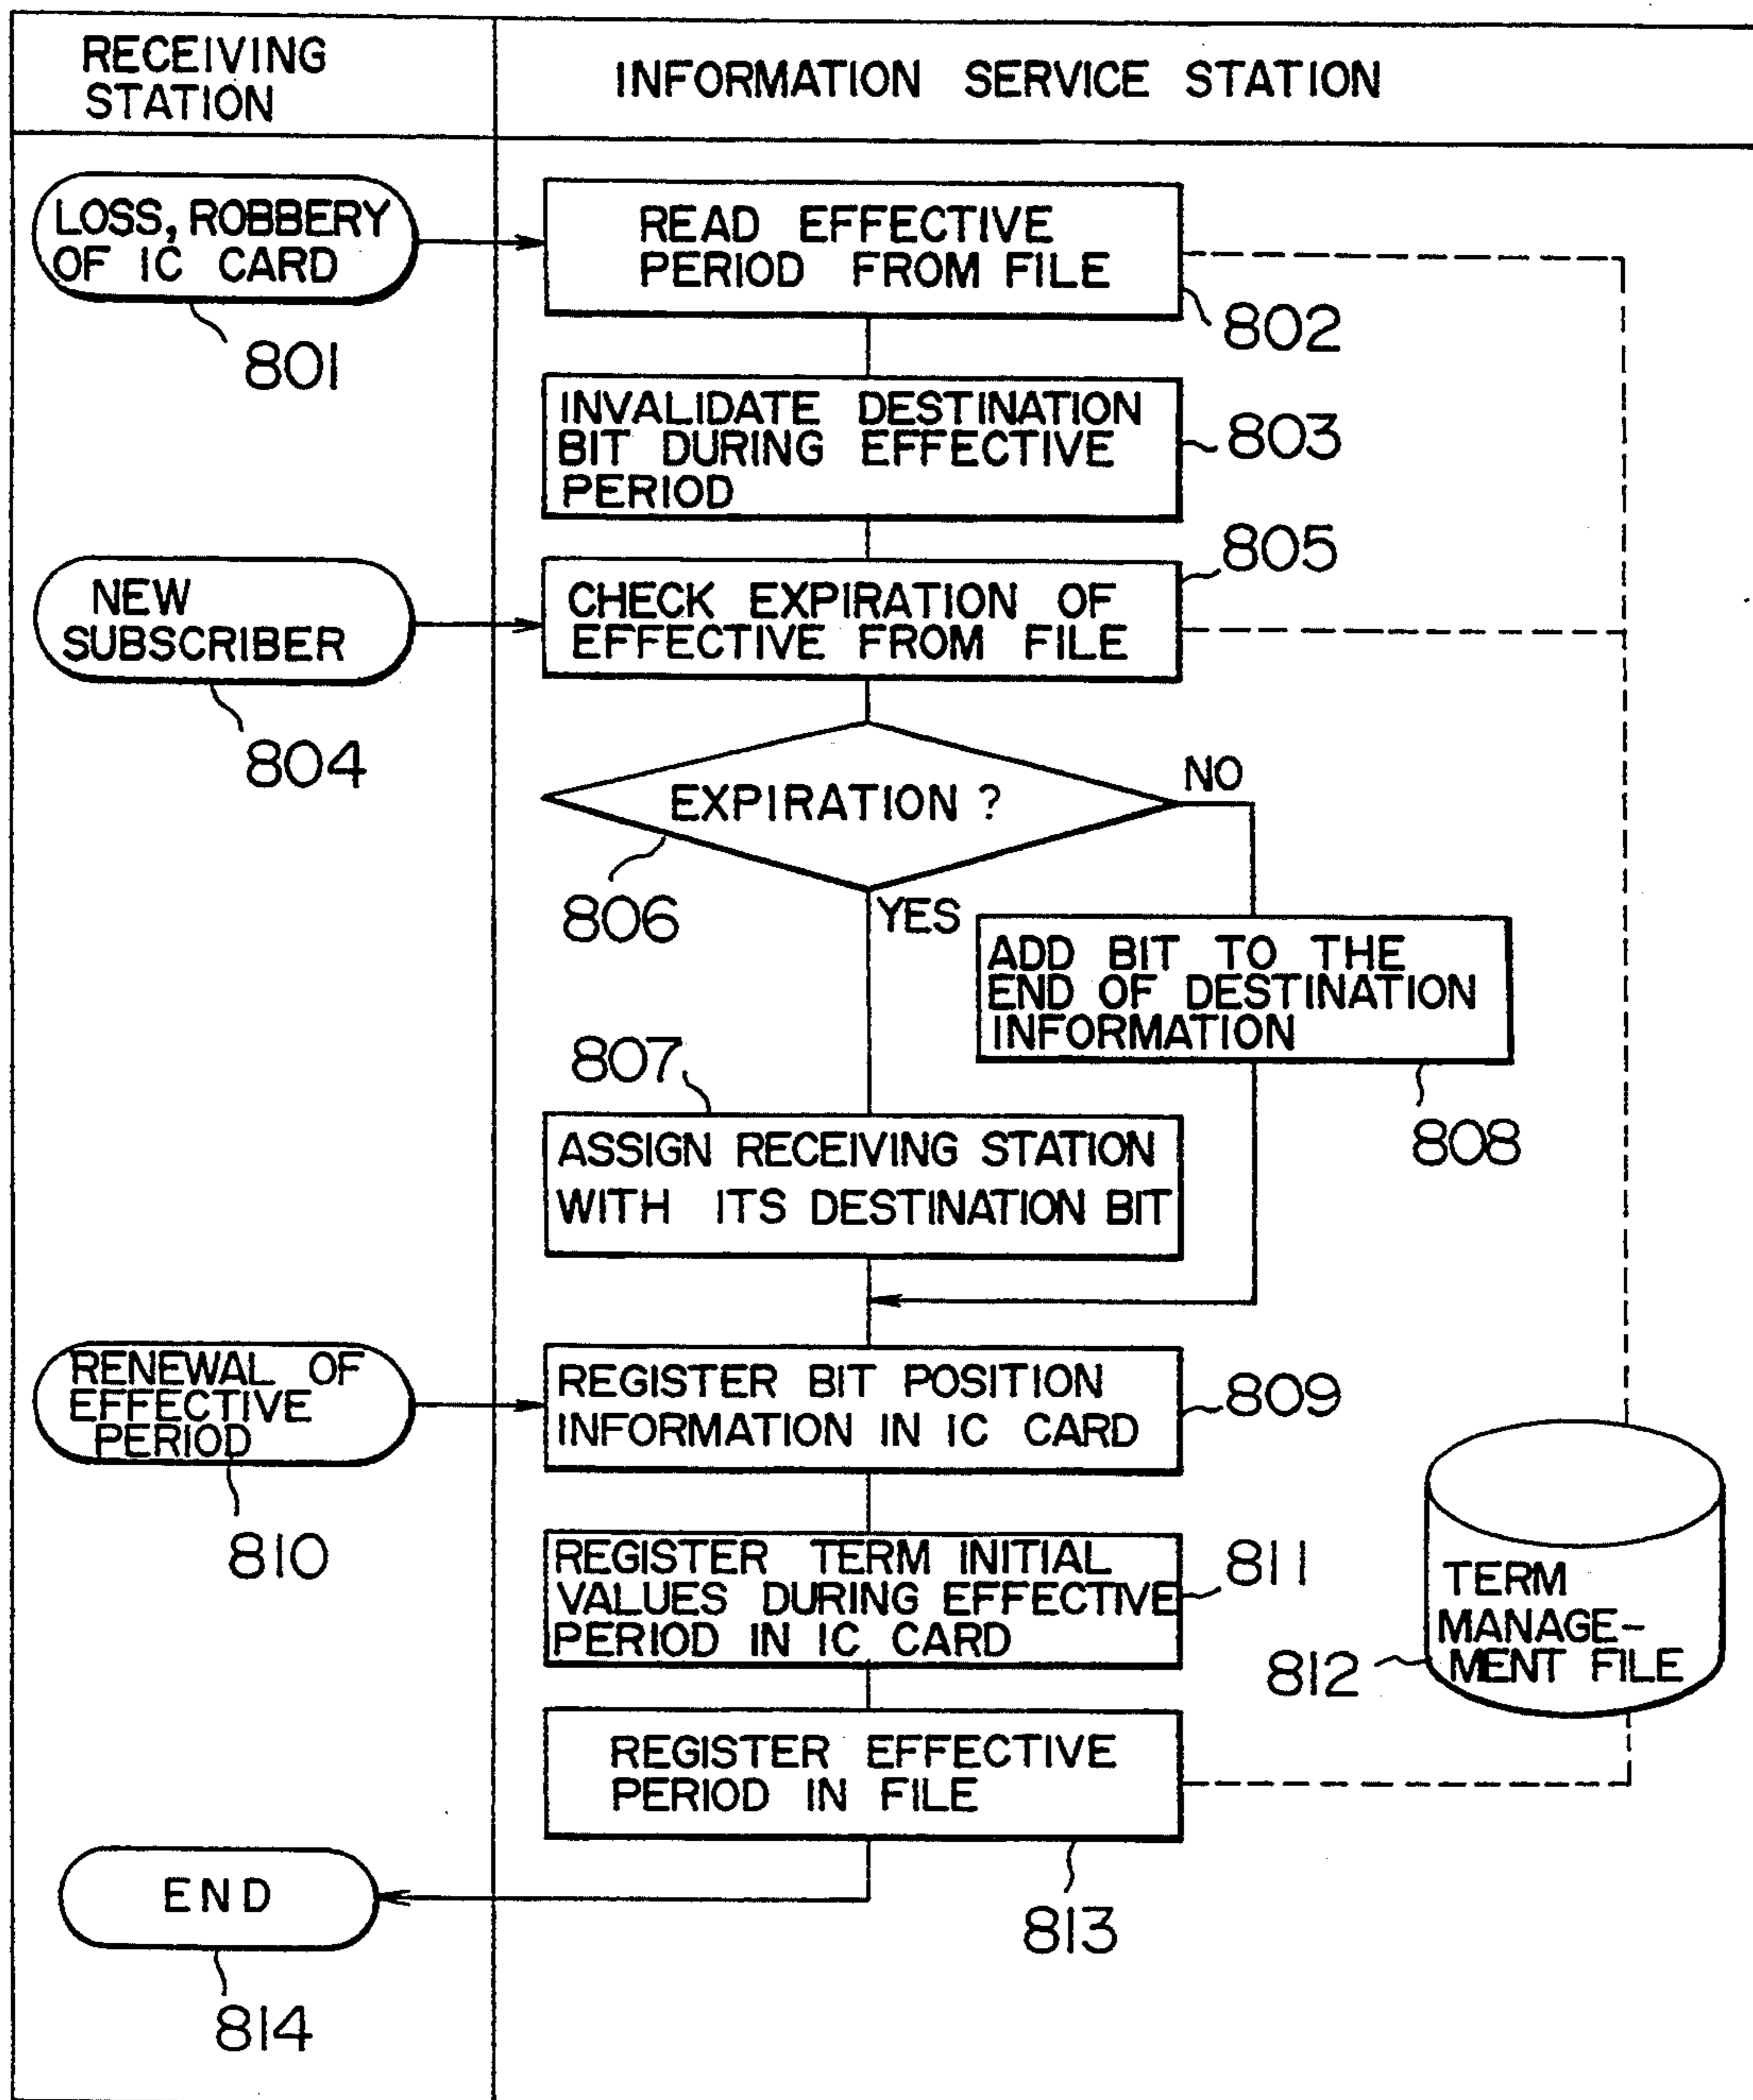 RECEIVING
STATION
INFORMATION SERVICE STATION
LOSS, ROBBERY
OF IC CARD
801
READ EFFECTIVE
PERIOD FROM FILE
802
INVALIDATE DESTINATION
BIT DURING EFFECTIVE
PERIOD
803
NEW
SUBSCRIBER
804
CHECK EXPIRATION OF
EFFECTIVE FROM FILE
805
EXPIRATION ?
NO
806
YES
ADD BIT TO THE
END OF DESTINATION
INFORMATION
808
807
ASSIGN RECEIVING STATION
WITH ITS DESTINATION BIT
RENEWAL OF
EFFECTIVE
PERIOD
810
REGISTER BIT POSITION
INFORMATION IN IC CARD
809
REGISTER TERM INITIAL
VALUES DURING EFFECTIVE
PERIOD IN IC CARD
811
TERM
MANAGE-
MENT FILE
812
REGISTER EFFECTIVE
PERIOD IN FILE
813
END
814